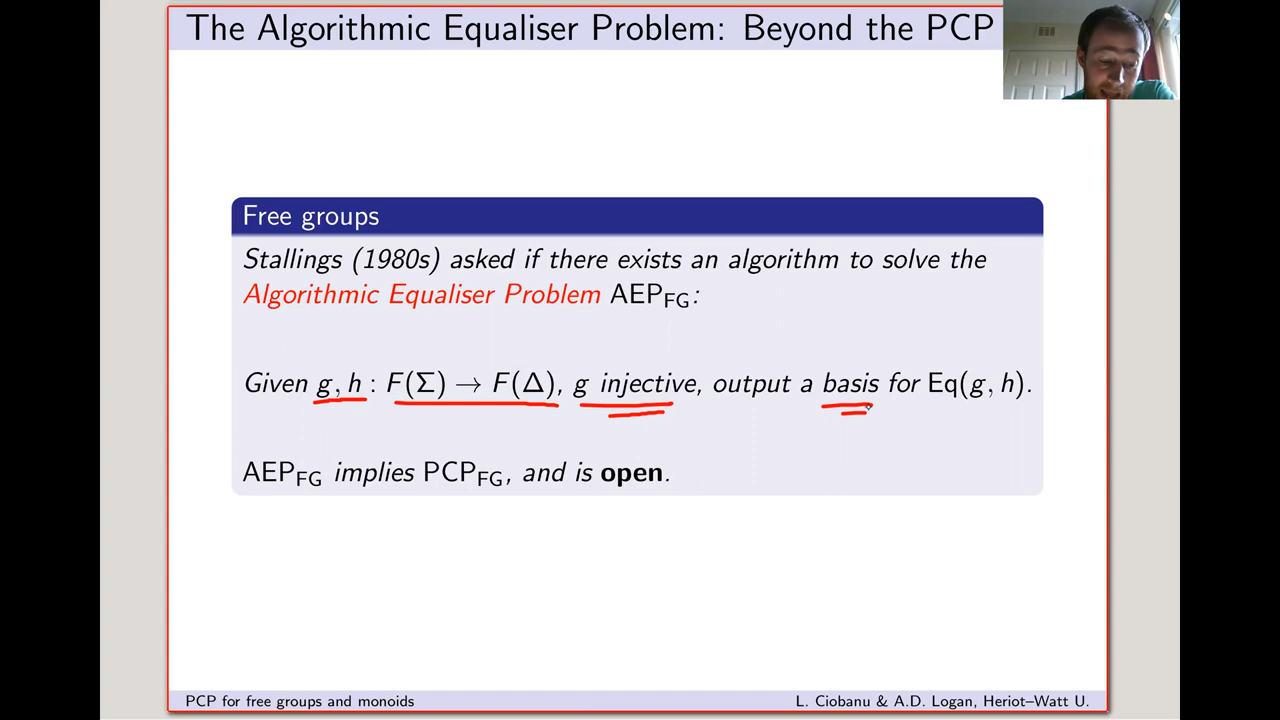 The Algorithmic Equaliser Problem: Beyond the PCP
Free groups
Stallings (1980s) asked if there exists an algorithm to solve the
Algorithmic Equaliser Problem AEP_FG:
Given g, h : F(Σ) → F(Δ), g injective, output a basis for Eq(g, h).
AEP_FG implies PCP_FG, and is open.
PCP for free groups and monoids
L. Ciobanu & A.D. Logan, Heriot–Watt U.